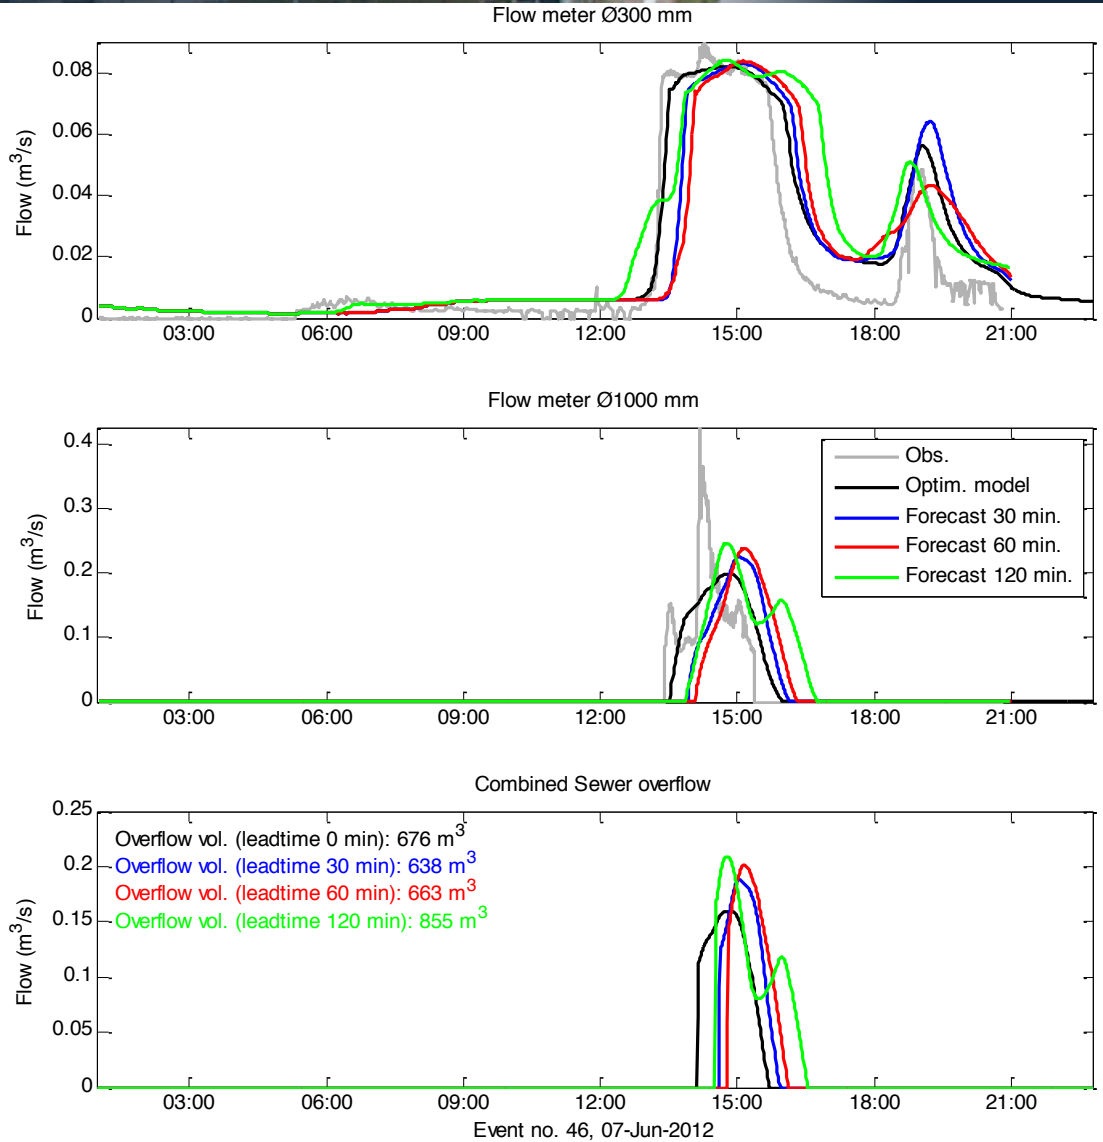 Flow meter Ø300 mm
0.08
0.06
0.04
0.02
0
Flow (m³/s)
03:00 06:00 09:00 12:00 15:00 18:00 21:00
Flow meter Ø1000 mm
0.4
0.3
0.2
0.1
0
Flow (m³/s)
Obs.
Optim. model
Forecast 30 min.
Forecast 60 min.
Forecast 120 min.
03:00 06:00 09:00 12:00 15:00 18:00 21:00
Combined Sewer overflow
0.25
0.2
0.15
0.1
0.05
0
Flow (m³/s)
Overflow vol. (leadtime 0 min): 676 m³
Overflow vol. (leadtime 30 min): 638 m³
Overflow vol. (leadtime 60 min): 663 m³
Overflow vol. (leadtime 120 min): 855 m³
03:00 06:00 09:00 12:00 15:00 18:00 21:00
Event no. 46, 07-Jun-2012